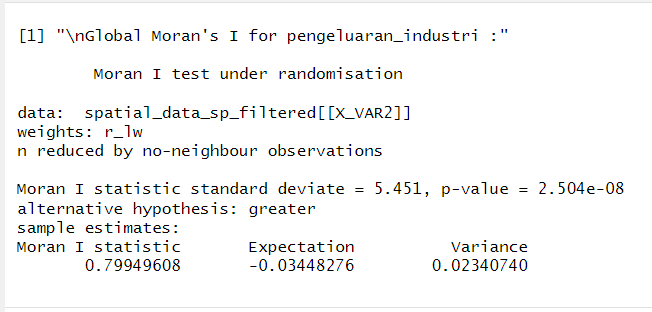 [1] "\nGlobal Moran's I for pengeluaran_industri :"
Moran I test under randomisation
data:  spatial_data_sp_filtered[[X_VAR2]]
weights: r_lw
n reduced by no-neighbour observations
Moran I statistic standard deviate = 5.451, p-value = 2.504e-08
alternative hypothesis: greater
sample estimates:
Moran I statistic       Expectation          Variance
0.79949608       -0.03448276        0.02340740